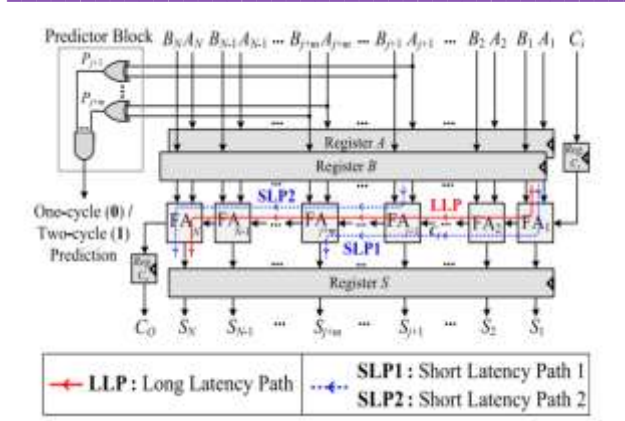 Predictor Block
B_N A_N B_N-1 A_N-1 ... B_j+m A_j+m ... B_j+1 A_j+1 ... B_2 A_2 B_1 A_1 C_i
P_j+1
P_j+m
Register A
Register B
Reg.
SLP2
LLP
One-cycle (0) /
Two-cycle (1)
Prediction
FA_N FA_N-1 FA FA FA_2 FA_1
SLP1
Reg.
Register S
C_O S_N S_N-1 ... S_j+m ... S_j+1 ... S_2 S_1
LLP : Long Latency Path
SLP1 : Short Latency Path 1
SLP2 : Short Latency Path 2